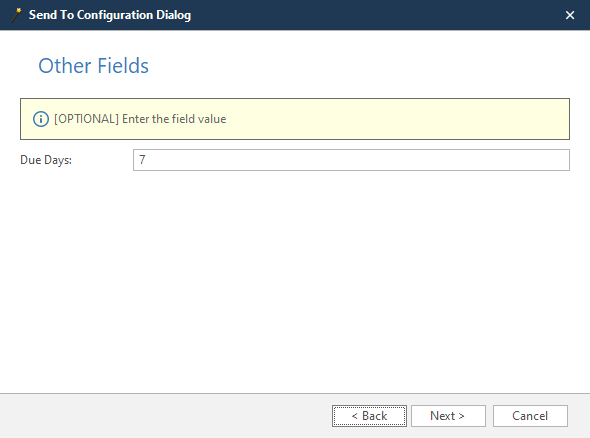 Send To Configuration Dialog
Other Fields
[OPTIONAL] Enter the field value
Due Days: 7
< Back Next > Cancel